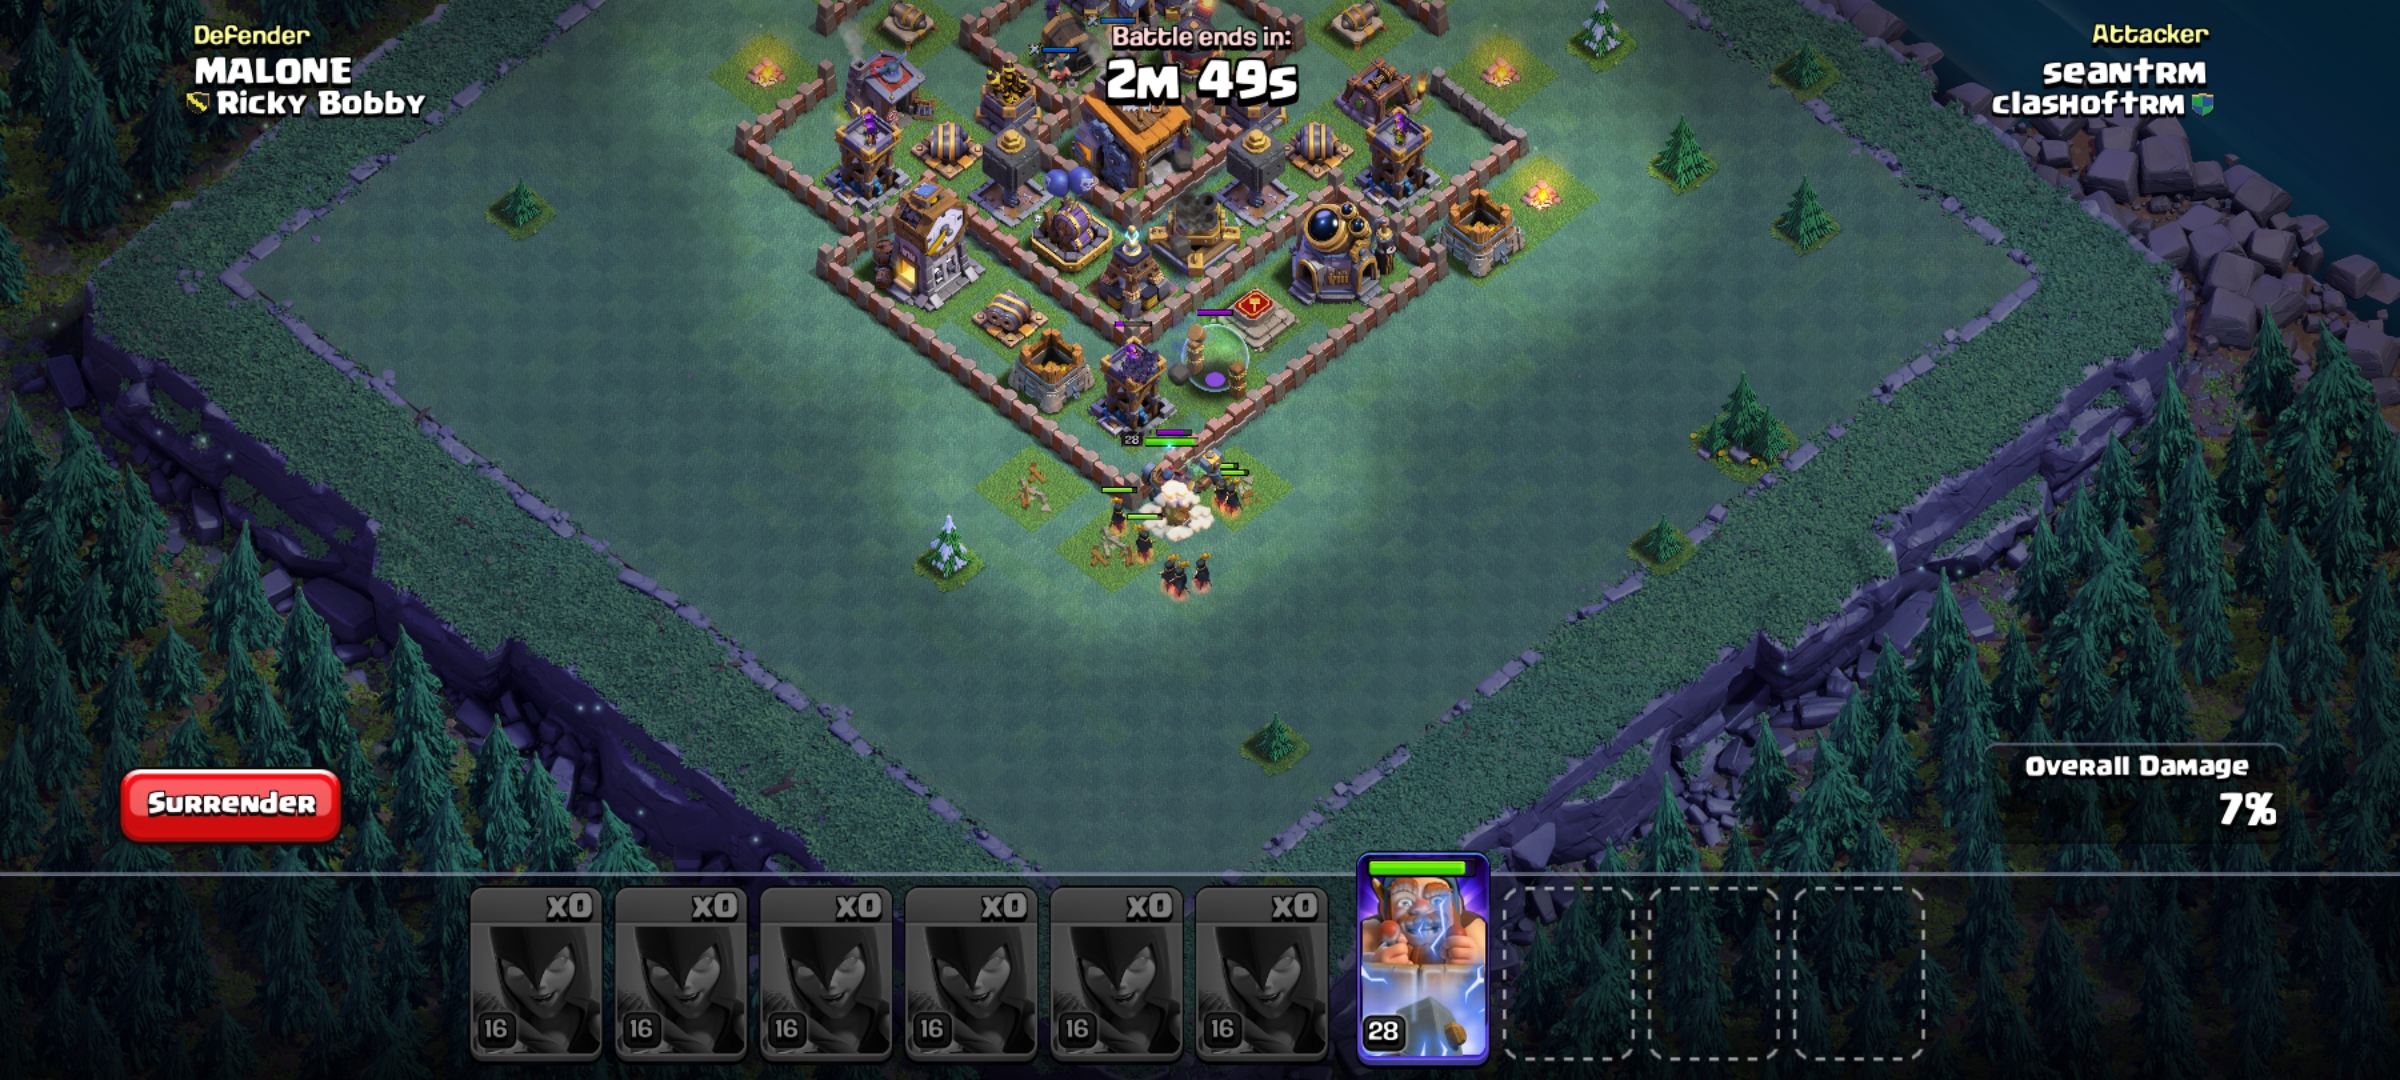 Defender
MALONE
Ricky Bobby
Battle ends in:
2M 49S
Attacker
seantRM
clashoftRM
28
Surrender
Overall Damage
7%
x0
x0
x0
x0
x0
x0
16
16
16
16
16
16
28